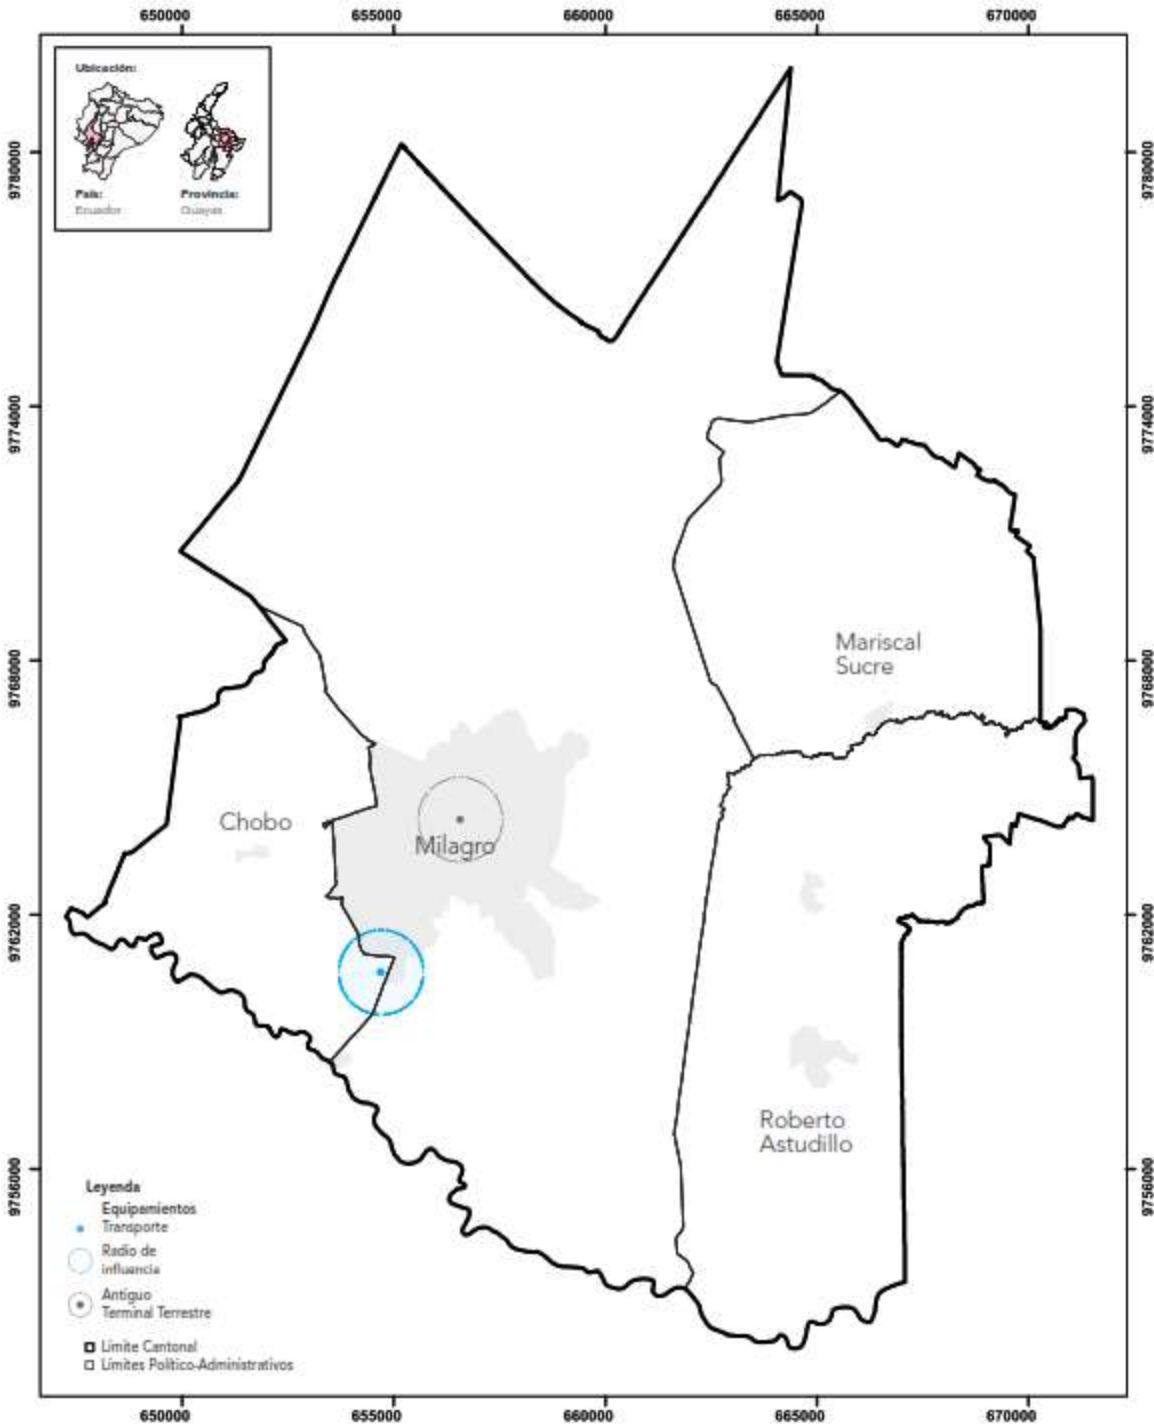 650000 655000 660000 665000 670000
Ubicación:
País:
Ecuador
Provincia:
Guayas
9780000
9780000
9774000
9774000
9768000
9768000
9762000
9762000
9756000
9756000
Mariscal
Sucre
Chobo
Milagro
Roberto
Astudillo
Leyenda
Equipamientos
Transporte
Radio de
influencia
Antiguo
Terminal Terrestre
Límite Cantonal
Límites Político-Administrativos
650000 655000 660000 665000 670000